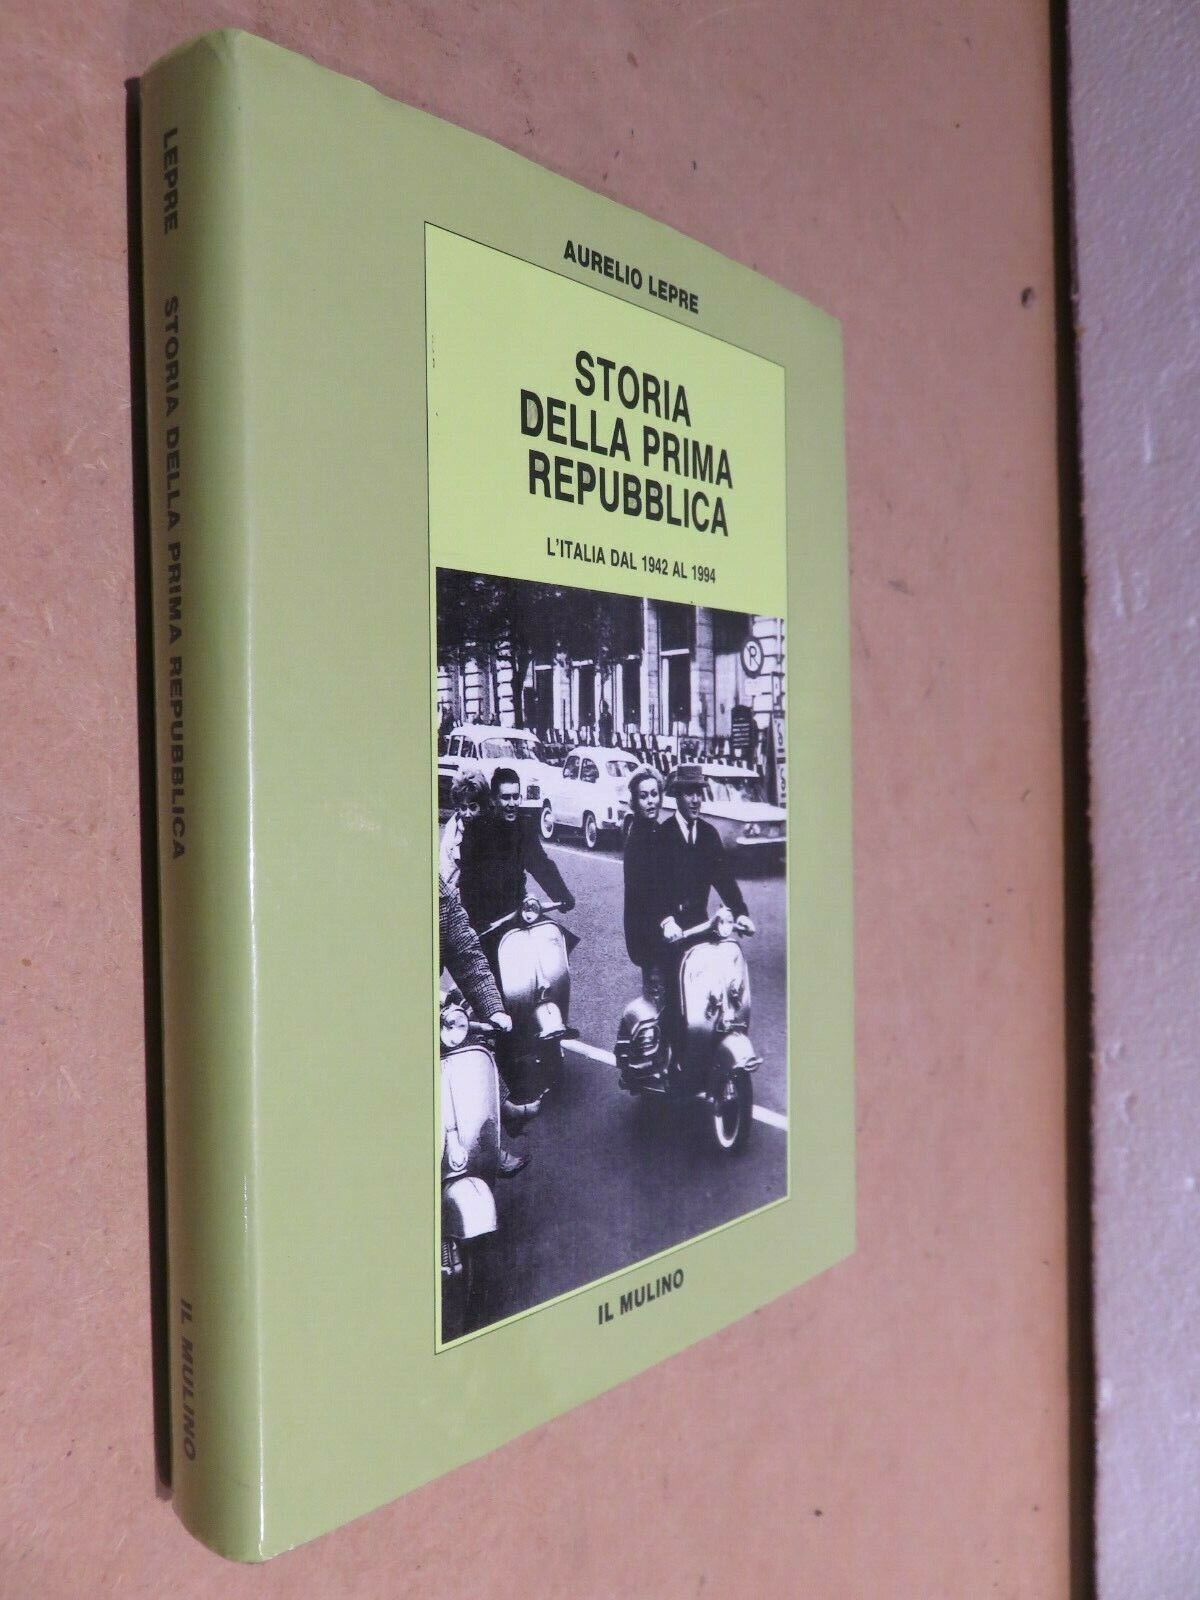 LEPRE STORIA DELLA PRIMA REPUBBLICA IL MULINO
AURELIO LEPRE
STORIA
DELLA PRIMA
REPUBBLICA
L'ITALIA DAL 1942 AL 1994
P
IL MULINO